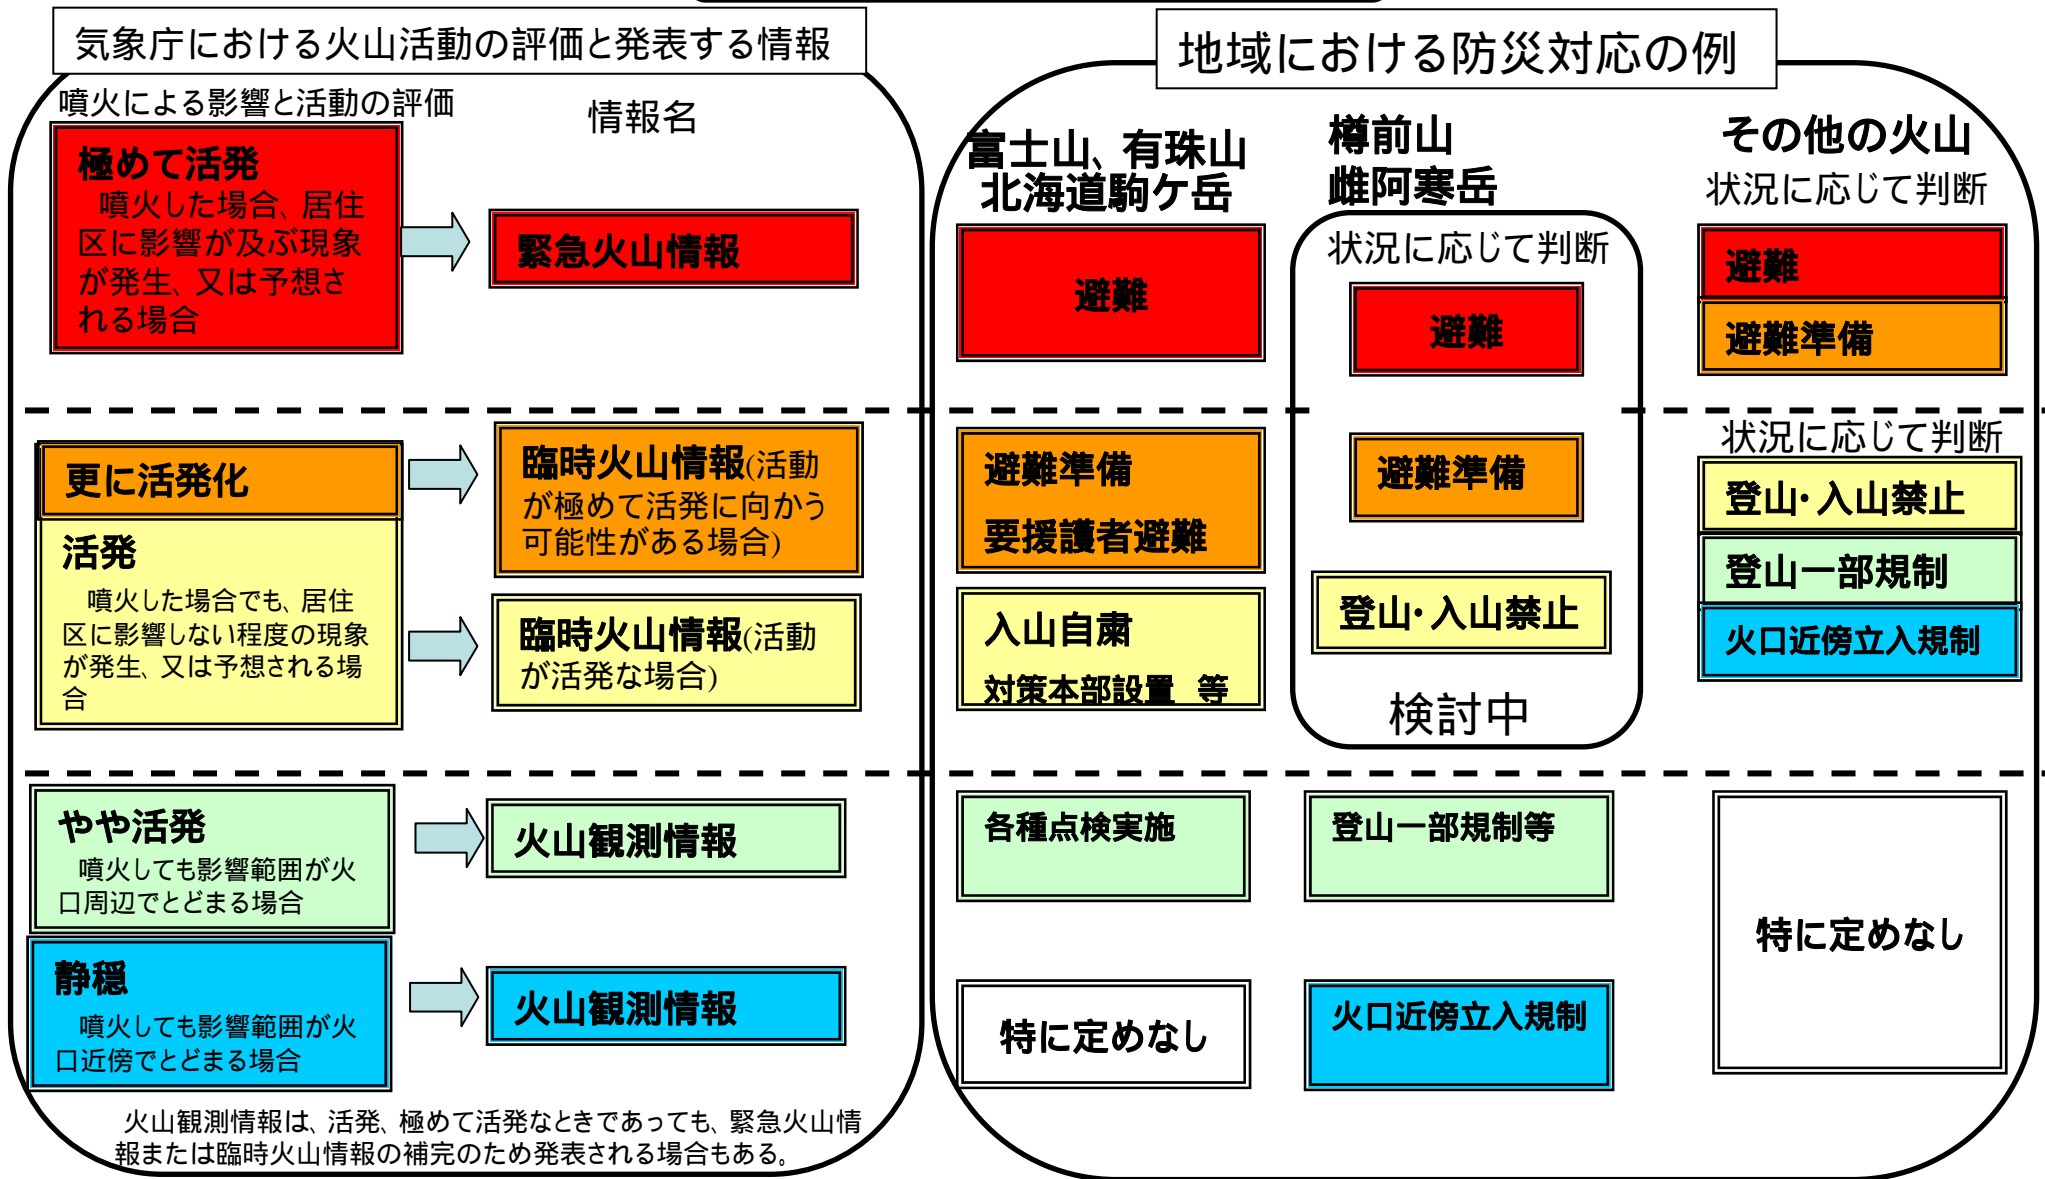 気象庁における火山活動の評価と発表する情報
噴火による影響と活動の評価
情報名
極めて活発
噴火した場合、居住
区に影響が及ぶ現象
が発生、又は予想さ
れる場合
緊急火山情報
更に活発化
臨時火山情報(活動
が極めて活発に向かう
可能性がある場合)
活発
噴火した場合でも、居住
区に影響しない程度の現象
が発生、又は予想される場
合
臨時火山情報(活動
が活発な場合)
やや活発
噴火しても影響範囲が火
口周辺でとどまる場合
火山観測情報
静穏
噴火しても影響範囲が火
口近傍でとどまる場合
火山観測情報
火山観測情報は、活発、極めて活発なときであっても、緊急火山情
報または臨時火山情報の補完のため発表される場合もある。
地域における防災対応の例
富士山、有珠山
北海道駒ケ岳
避難
避難準備
要援護者避難
入山自粛
対策本部設置 等
各種点検実施
特に定めなし
樽前山
雌阿寒岳
状況に応じて判断
避難
避難準備
登山・入山禁止
検討中
登山一部規制等
火口近傍立入規制
その他の火山
状況に応じて判断
避難
避難準備
状況に応じて判断
登山・入山禁止
登山一部規制
火口近傍立入規制
特に定めなし